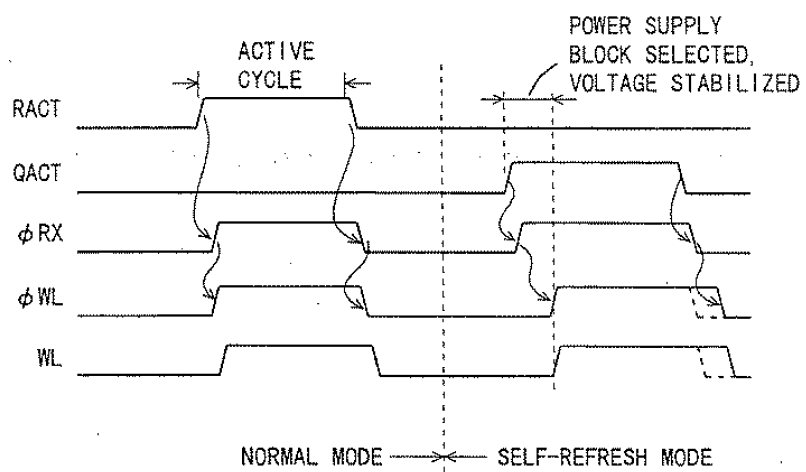 POWER SUPPLY
BLOCK SELECTED,
VOLTAGE STABILIZED
ACTIVE
CYCLE
RACT
QACT
φRX
φWL
WL
NORMAL MODE
SELF-REFRESH MODE